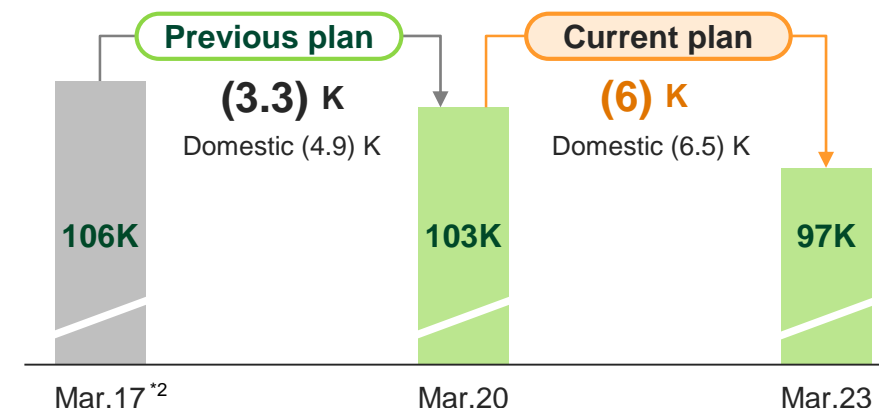 Previous plan
Current plan
(3.3) K
(6) K
Domestic (4.9) K
Domestic (6.5) K
106K
103K
97K
Mar.17 *2
Mar.20
Mar.23